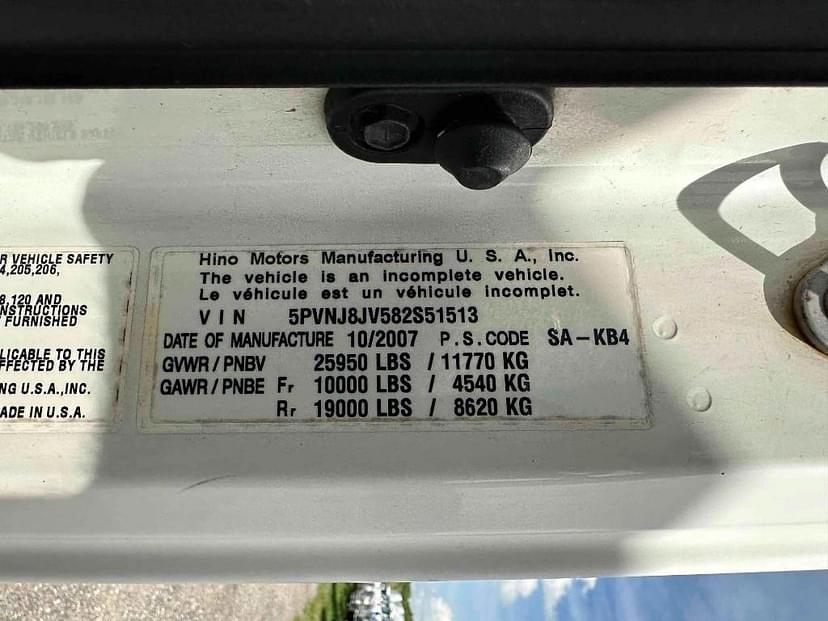 R VEHICLE SAFETY
4,205,206,
8,120 AND
NSTRUCTIONS
FURNISHED
LICABLE TO THIS
FFECTED BY THE
NG U.S.A.,INC.
ADE IN U.S.A.
Hino Motors Manufacturing U. S. A., Inc.
The vehicle is an incomplete vehicle.
Le véhicule est un véhicule incomplet.
VIN 5PVNJ8JV582S51513
DATE OF MANUFACTURE 10/2007 P.S.CODE SA-KB4
GVWR/PNBV 25950 LBS / 11770 KG
GAWR/PNBE Fr 10000 LBS / 4540 KG
Rr 19000 LBS / 8620 KG